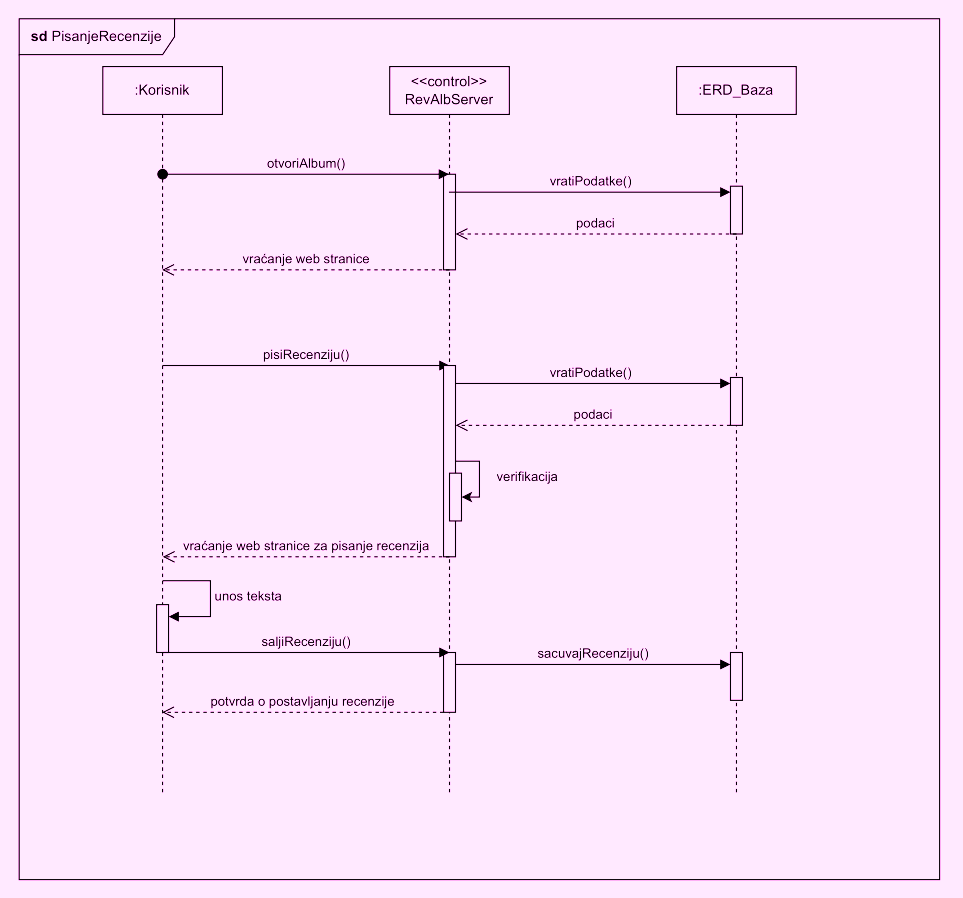 sd PisanjeRecenzije
:Korisnik
<<control>>
RevAlbServer
:ERD_Baza
otvoriAlbum()
vratiPodatke()
podaci
vraćanje web stranice
pisiRecenziju()
vratiPodatke()
podaci
verifikacija
vraćanje web stranice za pisanje recenzija
unos teksta
saljiRecenziju()
sacuvajRecenziju()
potvrda o postavljanju recenzije